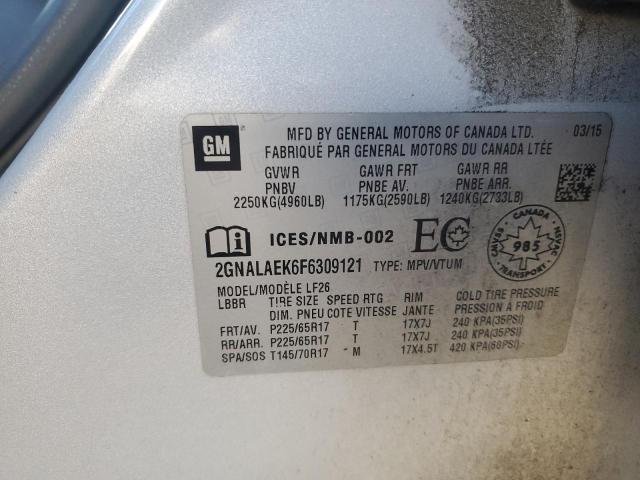 GM
MFD BY GENERAL MOTORS OF CANADA LTD. 03/15
FABRIQUÉ PAR GENERAL MOTORS DU CANADA LTÉE
GVWR GAWR FRT GAWR RR
PNBV PNBE AV. PNBE ARR.
2250KG(4960LB) 1175KG(2590LB) 1240KG(2733LB)
ICES/NMB-002 EC
CANADA
SSVAC NSVAC
985
TRANSPORT
2GNALAEK6F6309121 TYPE: MPV/VTUM
MODEL/MODÈLE LF26
LBBR TIRE SIZE SPEED RTG RIM COLD TIRE PRESSURE
DIM. PNEU COTE VITESSE JANTE PRESSION A FROID
FRT/AV. P225/65R17 T 17X7J 240 KPA(35PSI)
RR/ARR. P225/65R17 T 17X7J 240 KPA(35PSI)
SPA/SOS T145/70R17 M 17X4.5T 420 KPA(60PSI)